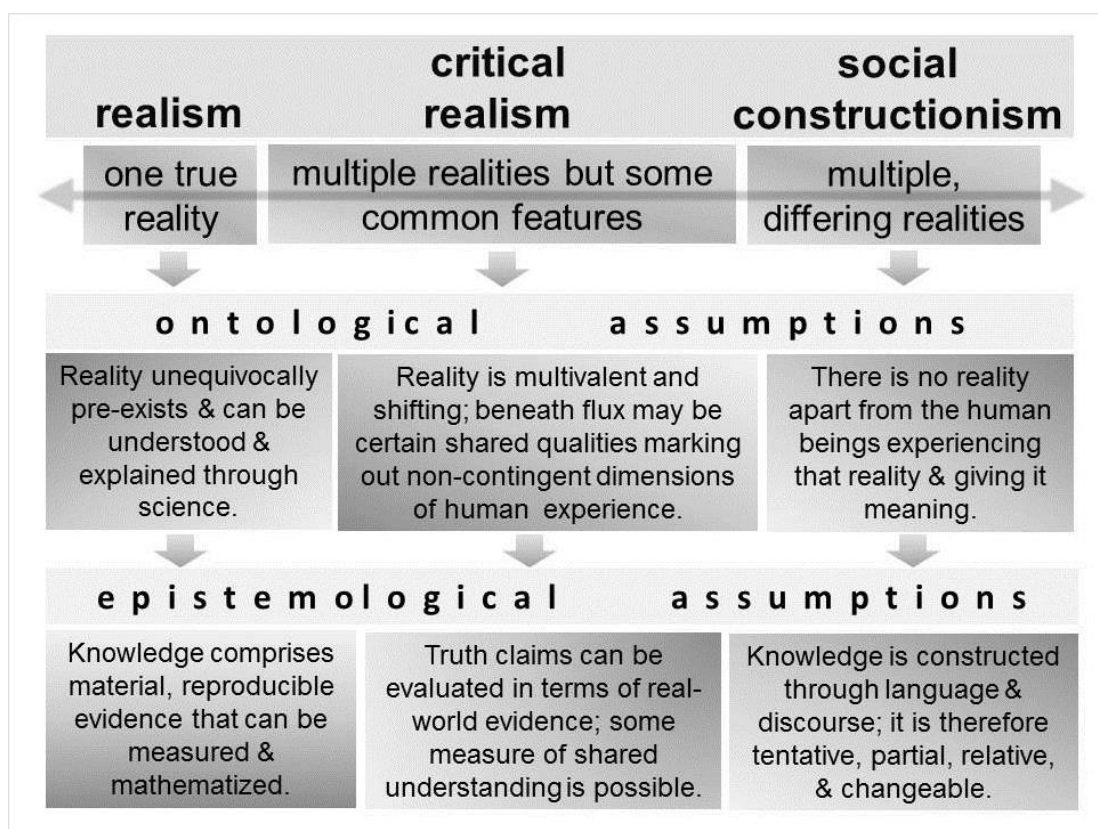 realism
critical
realism
social
constructionism
one true
reality
multiple realities but some
common features
multiple,
differing realities
ontological assumptions
Reality unequivocally
pre-exists & can be
understood &
explained through
science.
Reality is multivalent and
shifting; beneath flux may be
certain shared qualities marking
out non-contingent dimensions
of human experience.
There is no reality
apart from the human
beings experiencing
that reality & giving it
meaning.
epistemological assumptions
Knowledge comprises
material, reproducible
evidence that can be
measured &
mathematized.
Truth claims can be
evaluated in terms of real-
world evidence; some
measure of shared
understanding is possible.
Knowledge is constructed
through language &
discourse; it is therefore
tentative, partial, relative,
& changeable.